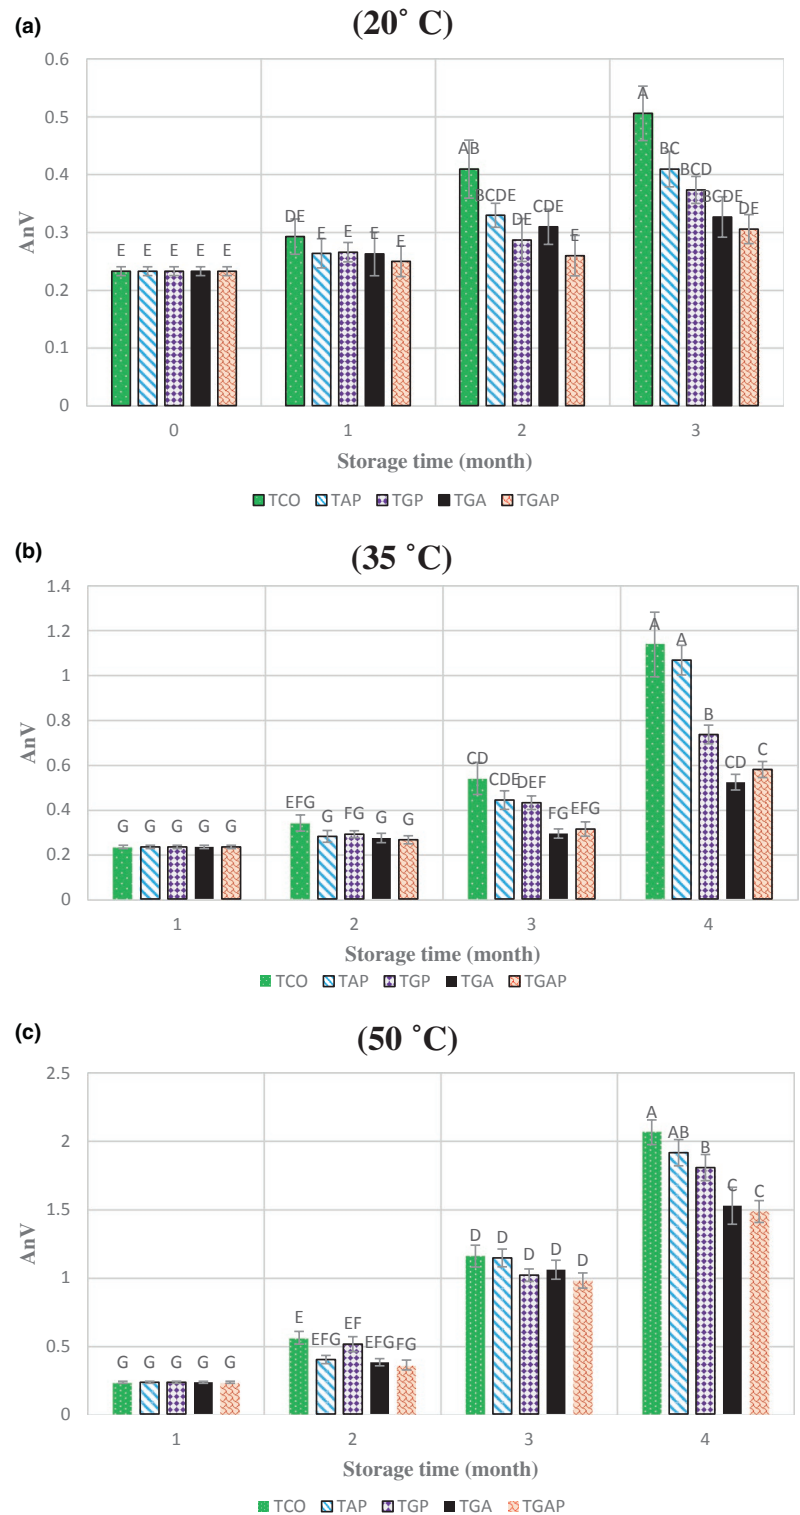 (a)
(20˚ C)
0.6
0.5
0.4
0.3
0.2
0.1
0
AnV
E E E E E
DE E E E E
AB BCDE DE CDE E
A BC BCD BCDE DE
0 1 2 3
Storage time (month)
TCO TAP TGP TGA TGAP
(b)
(35 ˚C)
1.4
1.2
1
0.8
0.6
0.4
0.2
0
AnV
G G G G G
EFG G FG G G
CD CDE DEF FG EFG
A A B CD C
1 2 3 4
Storage time (month)
TCO TAP TGP TGA TGAP
(c)
(50 ˚C)
2.5
2
1.5
1
0.5
0
AnV
G G G G G
E EFG EF EFG FG
D D D D D
A AB B C C
1 2 3 4
Storage time (month)
TCO TAP TGP TGA TGAP